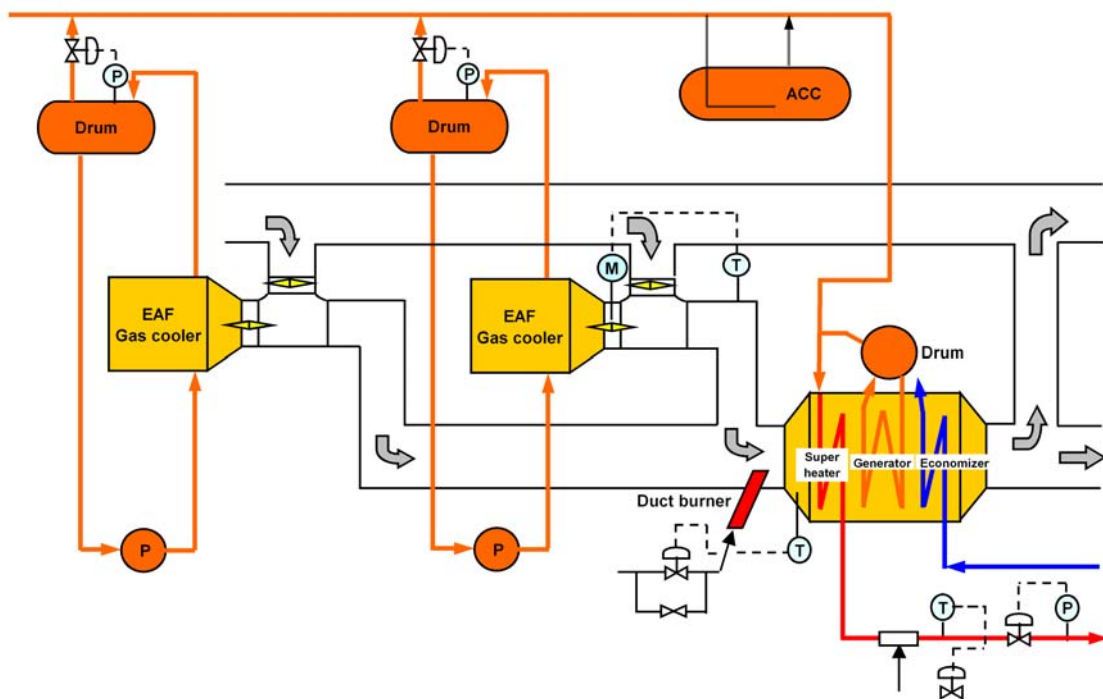 P
P
Drum
Drum
ACC
M
T
EAF
Gas cooler
EAF
Gas cooler
Drum
Super
heater
Generator
Economizer
Duct burner
P
P
T
T
P